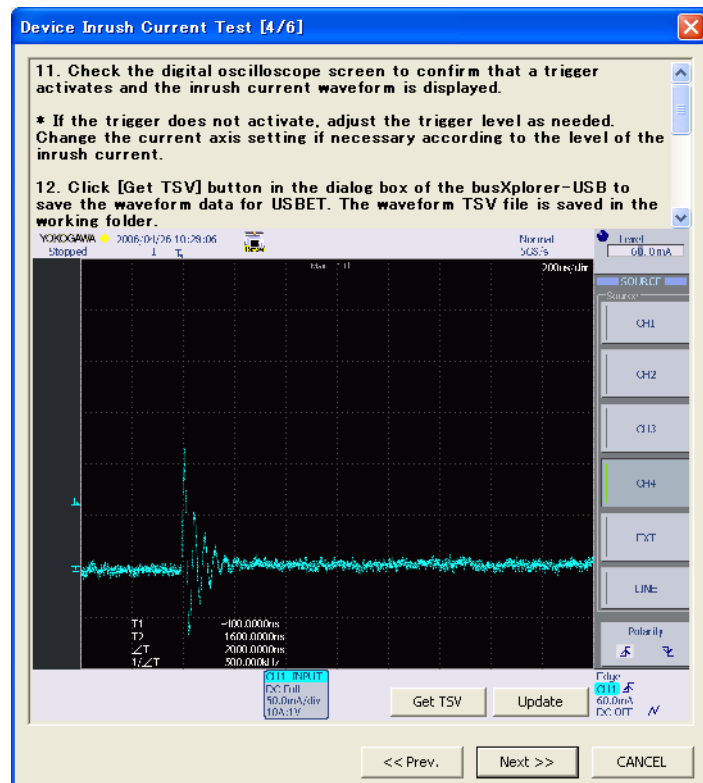 Device Inrush Current Test [4/6]
11. Check the digital oscilloscope screen to confirm that a trigger
activates and the inrush current waveform is displayed.
* If the trigger does not activate, adjust the trigger level as needed.
Change the current axis setting if necessary according to the level of the
inrush current.
12. Click [Get TSV] button in the dialog box of the busXplorer-USB to
save the waveform data for USBET. The waveform TSV file is saved in the
working folder.
YOKOGAWA 2006/04/26 10:29:06
Stopped 1
Normal
5GS/s
200ns/div
Level
60.0mA
SOURCE
Source
CH1
CH2
CH3
CH4
EXT
LINE
Polarity
T1 -400.0000ns
T2 1600.0000ns
∠T 2000.0000ns
1/∠T 500.000kHz
CH1 INPUT
DC Full
50.0mA/div
10A:1V
Get TSV
Update
Edge
CH1
60.0mA
DC OFF
<< Prev.
Next >>
CANCEL